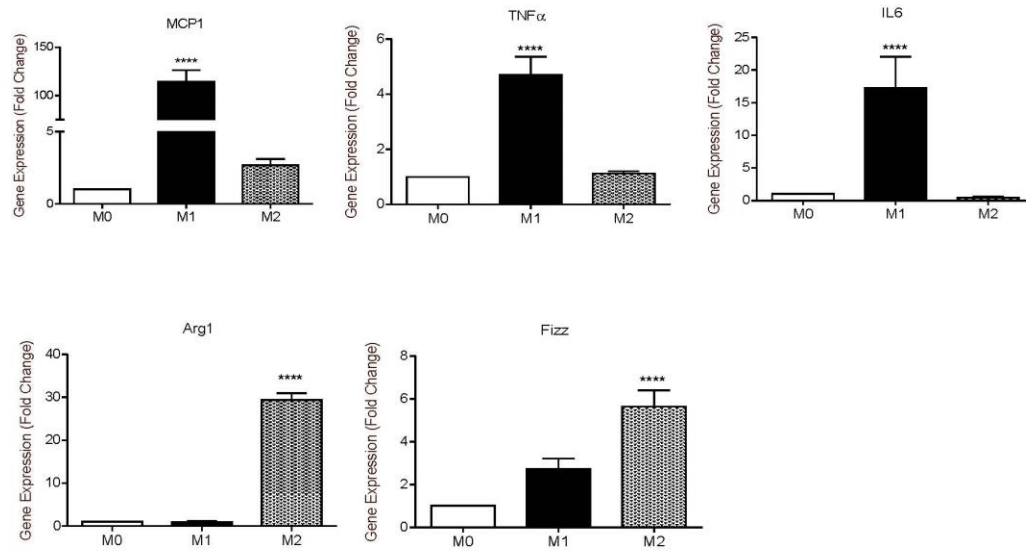 MCP1
Gene Expression (Fold Change)
150
100
5
0
****
M0 M1 M2
TNFα
Gene Expression (Fold Change)
6
4
2
0
****
M0 M1 M2
IL6
Gene Expression (Fold Change)
25
20
15
10
5
0
****
M0 M1 M2
Arg1
Gene Expression (Fold Change)
40
30
20
10
0
****
M0 M1 M2
Fizz
Gene Expression (Fold Change)
8
6
4
2
0
****
M0 M1 M2